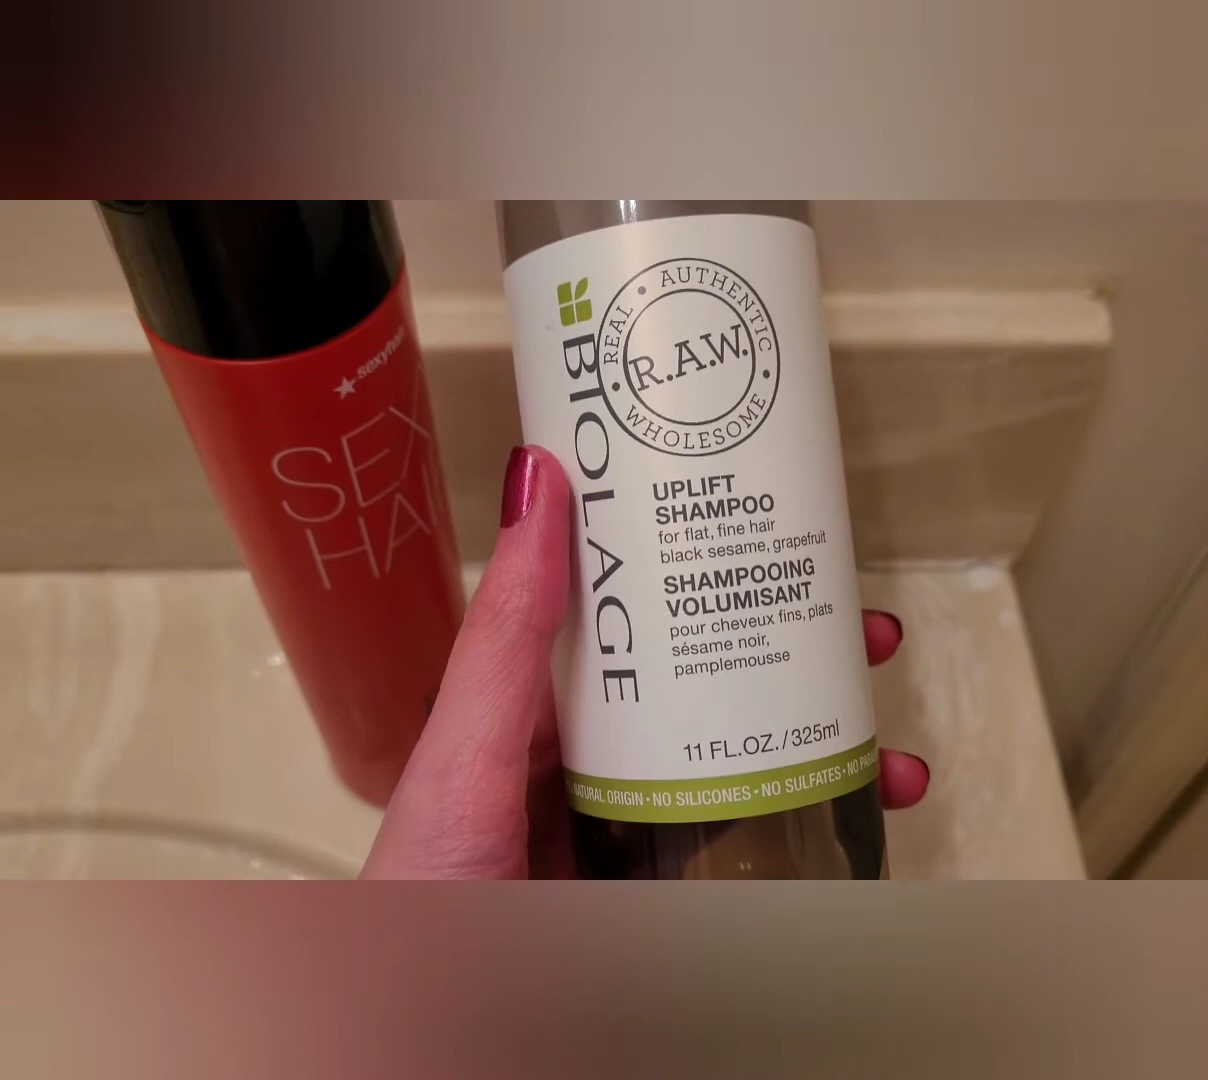 sexyhair
SEXY
HAI
REAL • AUTHENTIC • WHOLESOME
R.A.W.
BIOLAGE
UPLIFT
SHAMPOO
for flat, fine hair
black sesame, grapefruit
SHAMPOOING
VOLUMISANT
pour cheveux fins, plats
sésame noir,
pamplemousse
11 FL.OZ./325ml
NATURAL ORIGIN • NO SILICONES • NO SULFATES • NO